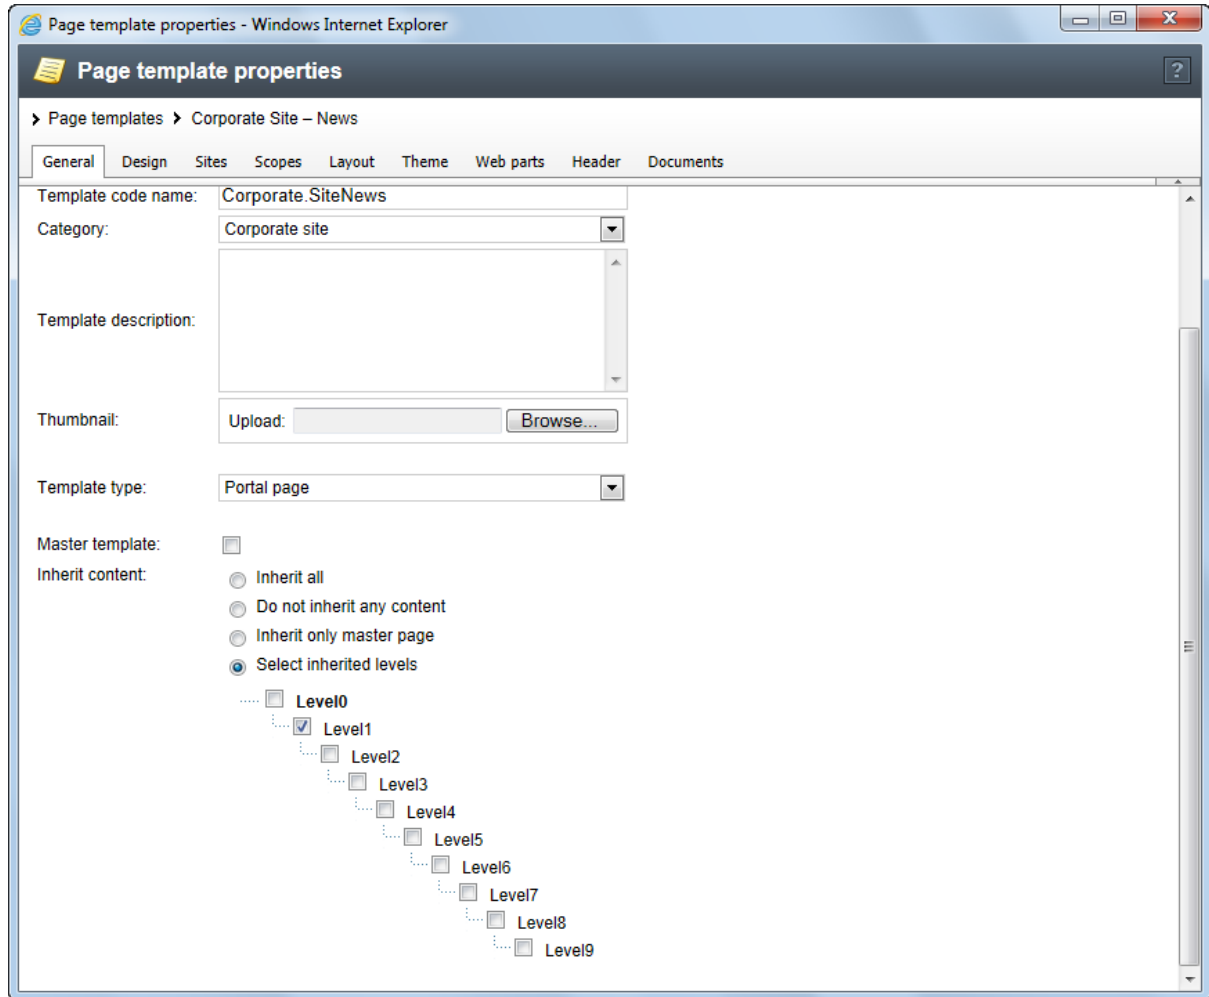 Page template properties - Windows Internet Explorer
Page template properties
?
Page templates > Corporate Site – News
General Design Sites Scopes Layout Theme Web parts Header Documents
Template code name: Corporate.SiteNews
Category: Corporate site
Template description:
Thumbnail: Upload: Browse...
Template type: Portal page
Master template:
Inherit content:
Inherit all
Do not inherit any content
Inherit only master page
Select inherited levels
Level0
Level1
Level2
Level3
Level4
Level5
Level6
Level7
Level8
Level9